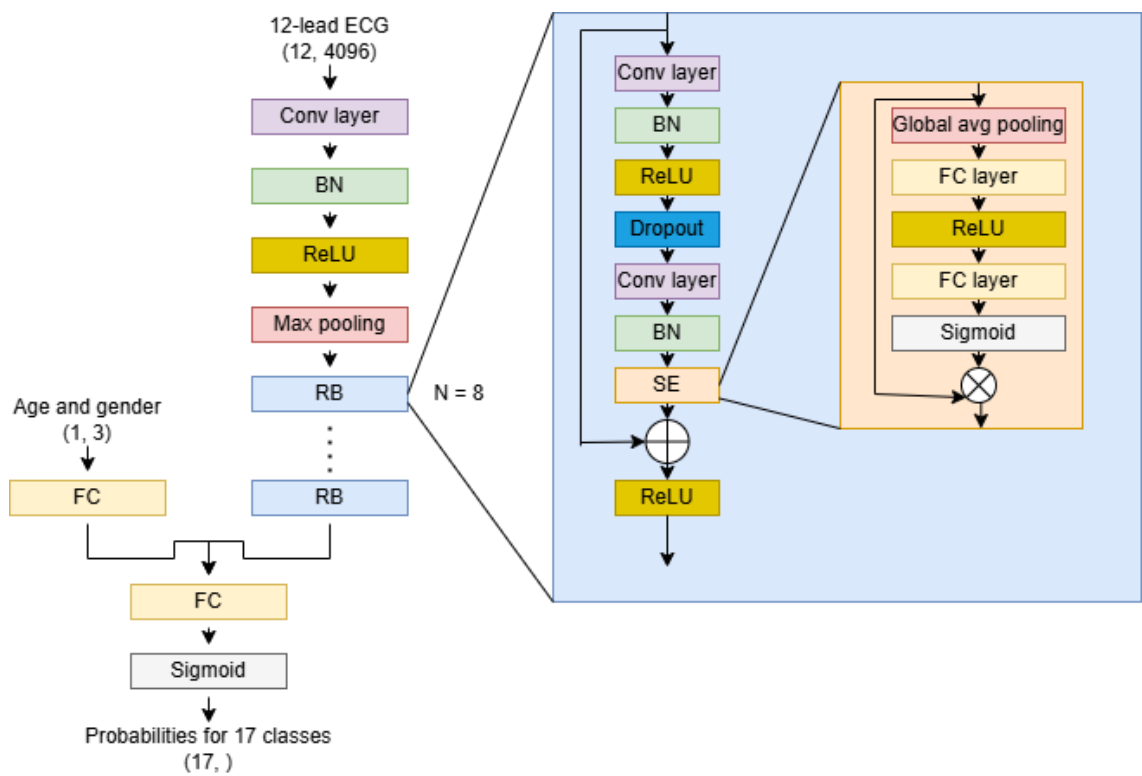 12-lead ECG
(12, 4096)
Conv layer
BN
ReLU
Max pooling
RB
N = 8
RB
Age and gender
(1, 3)
FC
FC
Sigmoid
Probabilities for 17 classes
(17, )
Conv layer
BN
ReLU
Dropout
Conv layer
BN
SE
ReLU
Global avg pooling
FC layer
ReLU
FC layer
Sigmoid